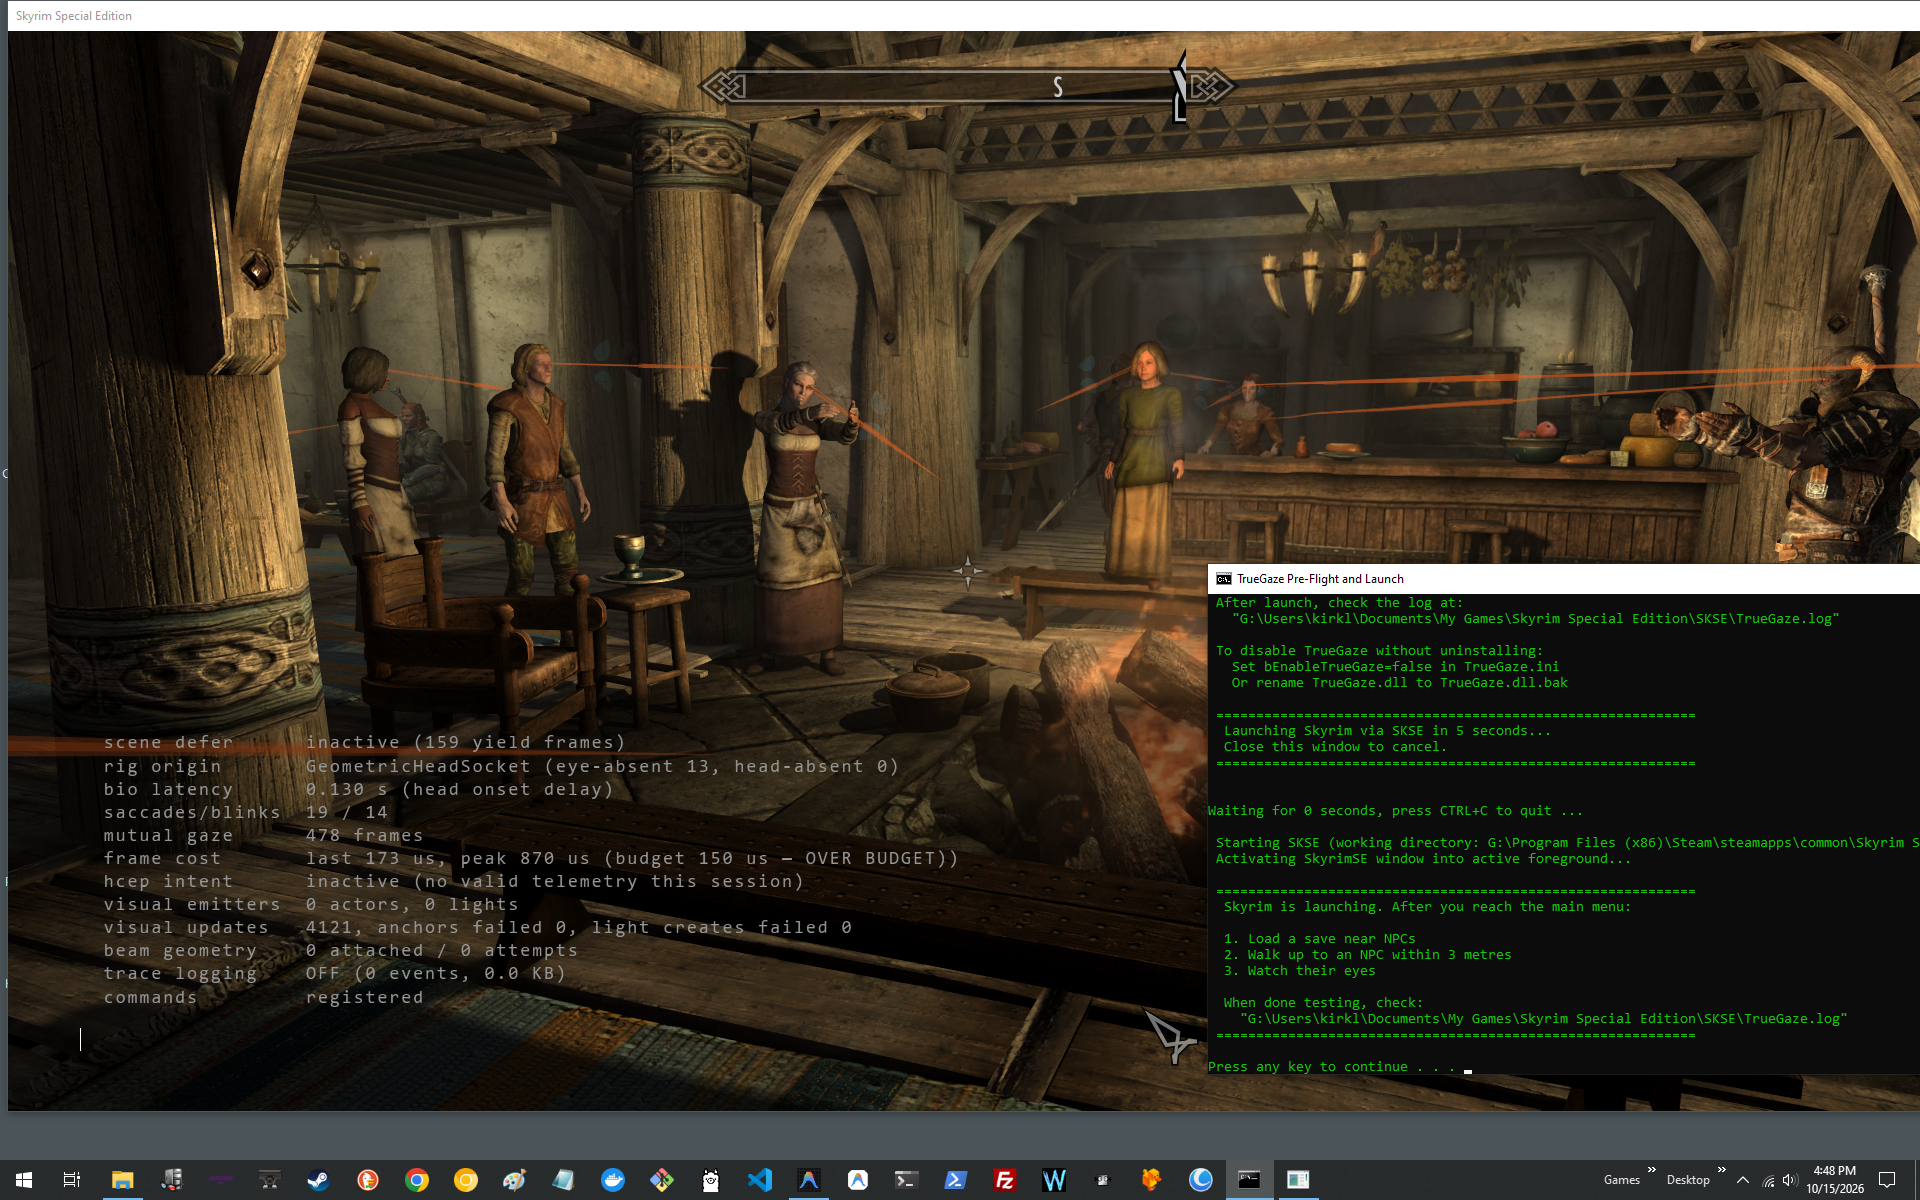 Skyrim Special Edition
S
scene defer inactive (159 yield frames)
rig origin GeometricHeadSocket (eye-absent 13, head-absent 0)
bio latency 0.130 s (head onset delay)
saccades/blinks 19 / 14
mutual gaze 478 frames
frame cost last 173 us, peak 870 us (budget 150 us — OVER BUDGET))
hcep intent inactive (no valid telemetry this session)
visual emitters 0 actors, 0 lights
visual updates 4121, anchors failed 0, light creates failed 0
beam geometry 0 attached / 0 attempts
trace logging OFF (0 events, 0.0 KB)
commands registered
TrueGaze Pre-Flight and Launch
After launch, check the log at:
"G:\Users\kirkl\Documents\My Games\Skyrim Special Edition\SKSE\TrueGaze.log"
To disable TrueGaze without uninstalling:
Set bEnableTrueGaze=false in TrueGaze.ini
Or rename TrueGaze.dll to TrueGaze.dll.bak
============================================================
Launching Skyrim via SKSE in 5 seconds...
Close this window to cancel.
============================================================
Waiting for 0 seconds, press CTRL+C to quit ...
Starting SKSE (working directory: G:\Program Files (x86)\Steam\steamapps\common\Skyrim S
Activating SkyrimSE window into active foreground...
============================================================
Skyrim is launching. After you reach the main menu:
1. Load a save near NPCs
2. Walk up to an NPC within 3 metres
3. Watch their eyes
When done testing, check:
"G:\Users\kirkl\Documents\My Games\Skyrim Special Edition\SKSE\TrueGaze.log"
============================================================
Press any key to continue . . .
Games » Desktop » 4:48 PM
10/15/2026